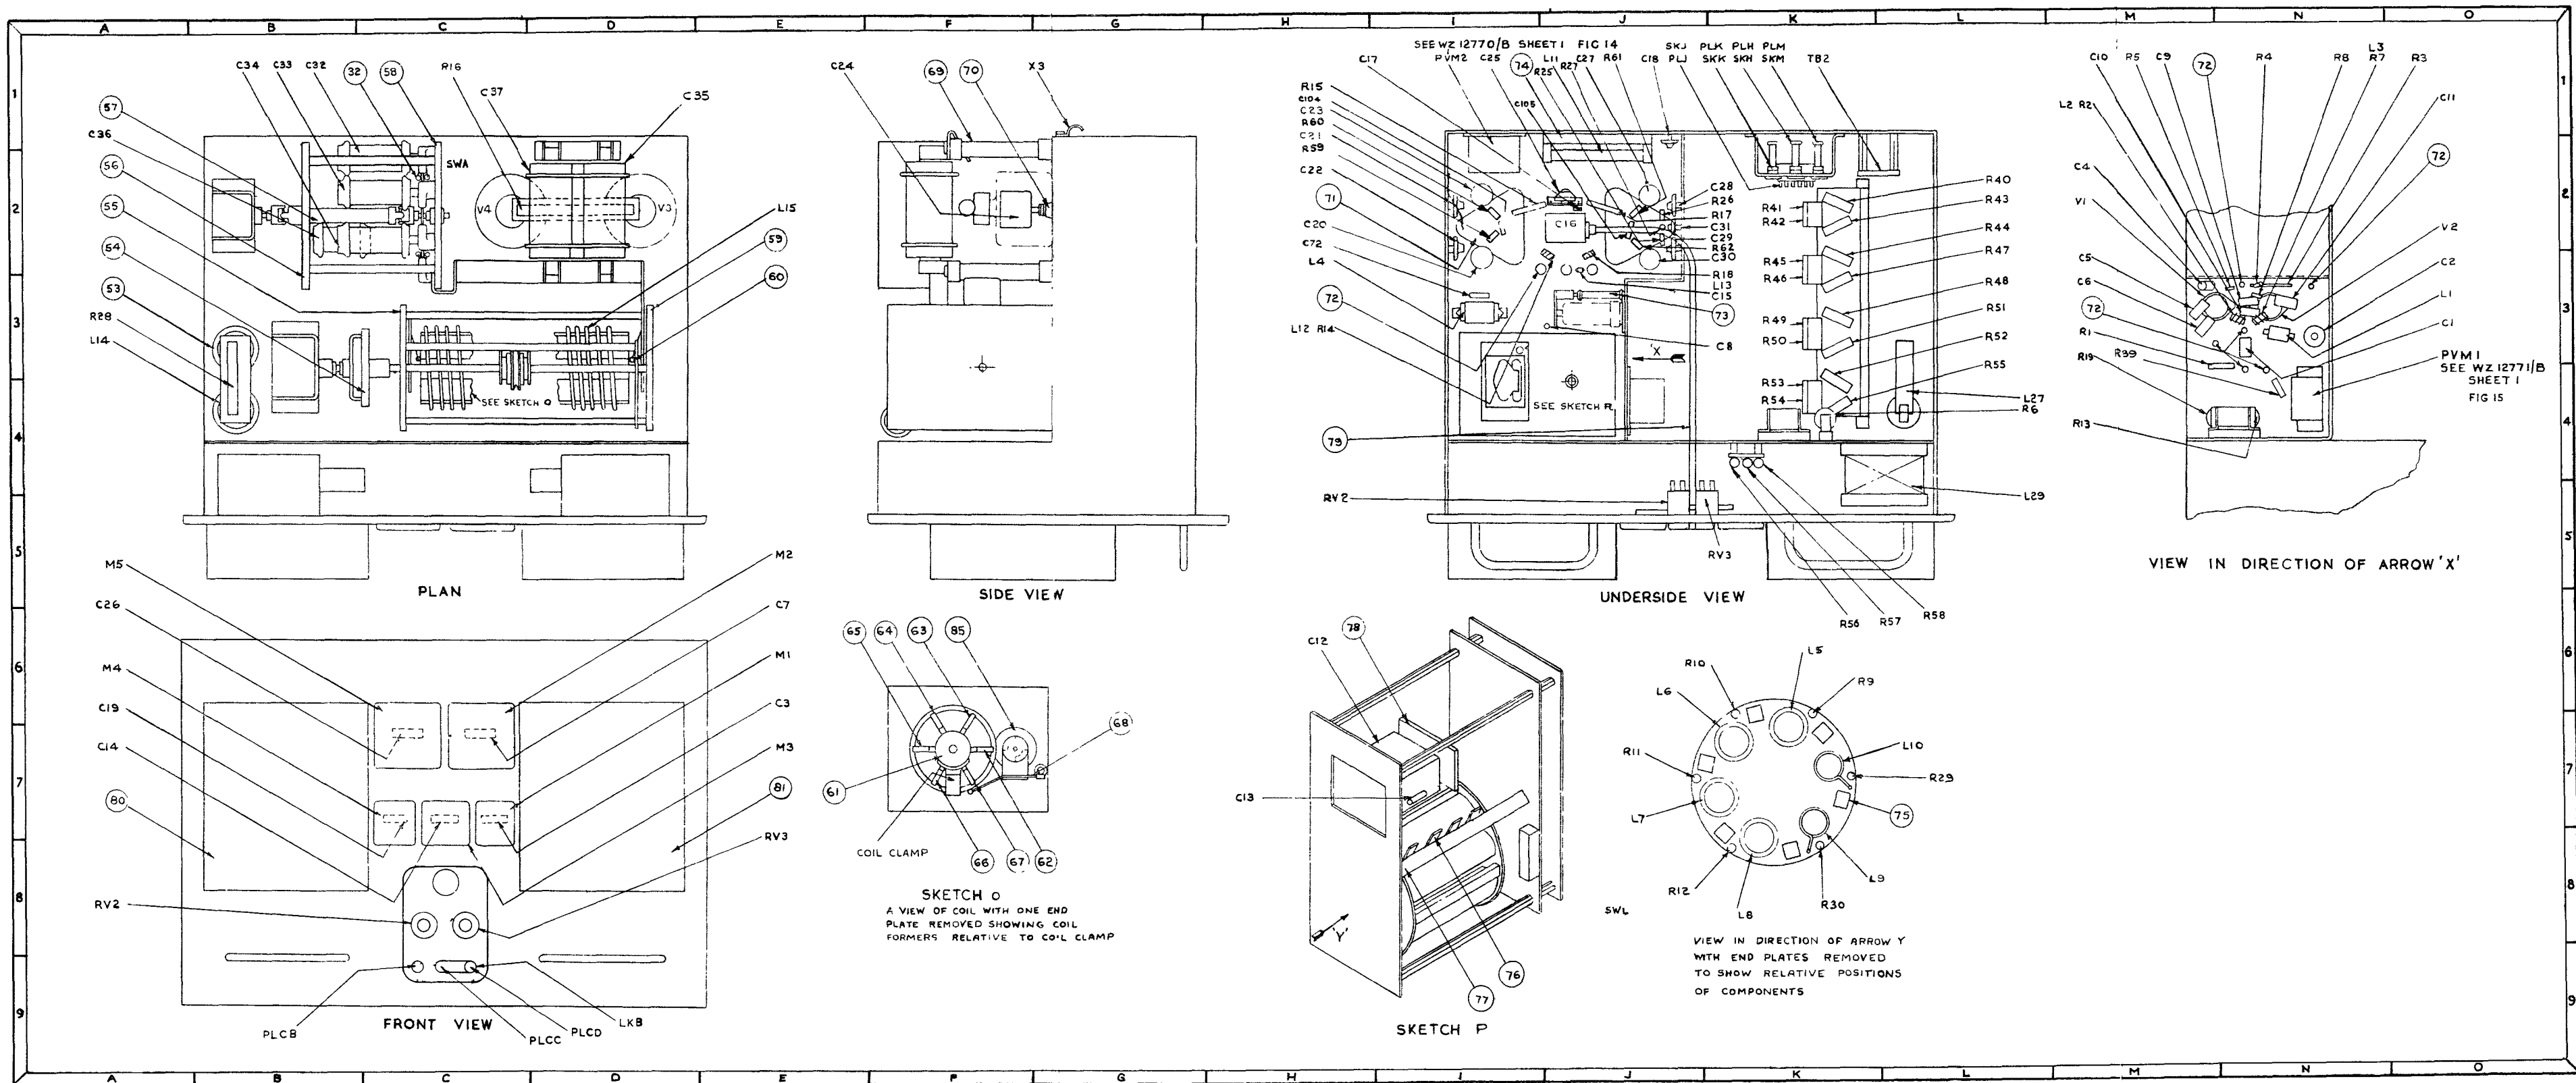 A B C D E F G H I J K L M N O
1
2
3
4
5
6
7
8
9
C34 C33 C32 32 58 R16
C37
C35
57
C36
56
55
54
53
R28
L14
SWA
V4
V3
L15
59
60
SEE SKETCH O
PLAN
C24 69 70 X3
SIDE VIEW
SEE WZ 12770/B SHEET 1 FIG 14
PVM2 C25 74 L11 C27 R61 C18
R25 R27
SKJ PLK PLH PLM
PLJ SKK SKH SKM
TB2
C17
R15
C104
C23
R60
C21
R59
C22
71
C20
C72
L4
72
L12 R14
C105
C16
C28
R26
R17
C31
C29
R62
C30
R18
L13
C15
73
C8
'X'
SEE SKETCH R
79
RV2
RV3
R41
R42
R45
R46
R49
R50
R53
R54
R40
R43
R44
R47
R48
R51
R52
R55
L27
R6
L29
R56 R57 R58
UNDERSIDE VIEW
C10 R5 C9 72 R4 R8 L3 R7 R3
L2 R2
C11
72
C4
V1
C5
C6
72
R1
R19
R39
R13
V2
C2
L1
C1
PVM1
SEE WZ 12771/B
SHEET 1
FIG 15
VIEW IN DIRECTION OF ARROW 'X'
M5
C26
M4
C19
C14
80
RV2
M2
C7
M1
C3
M3
81
RV3
PLCB
PLCC
PLCD
LKB
FRONT VIEW
65 64 63 85
68
61
COIL CLAMP
66 67 62
SKETCH O
A VIEW OF COIL WITH ONE END
PLATE REMOVED SHOWING COIL
FORMERS RELATIVE TO COIL CLAMP
C12
78
C13
'Y'
76
77
SKETCH P
R10
L5
L6
R9
R11
L10
R29
L7
75
L9
R12
L8
R30
SWL
VIEW IN DIRECTION OF ARROW Y
WITH END PLATES REMOVED
TO SHOW RELATIVE POSITIONS
OF COMPONENTS
A B C D E F G H I J K L M N O
1
2
3
4
5
6
7
8
9